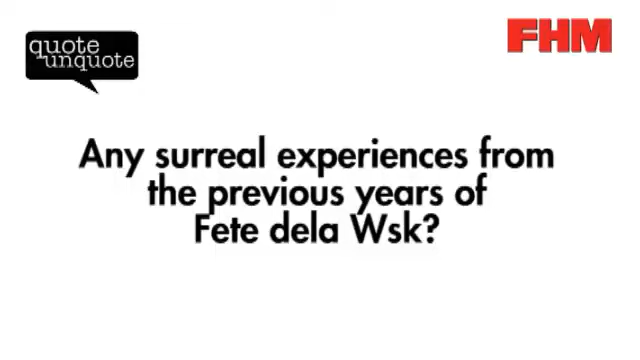 quote
unquote
FHM
Any surreal experiences from
the previous years of
Fete dela Wsk?